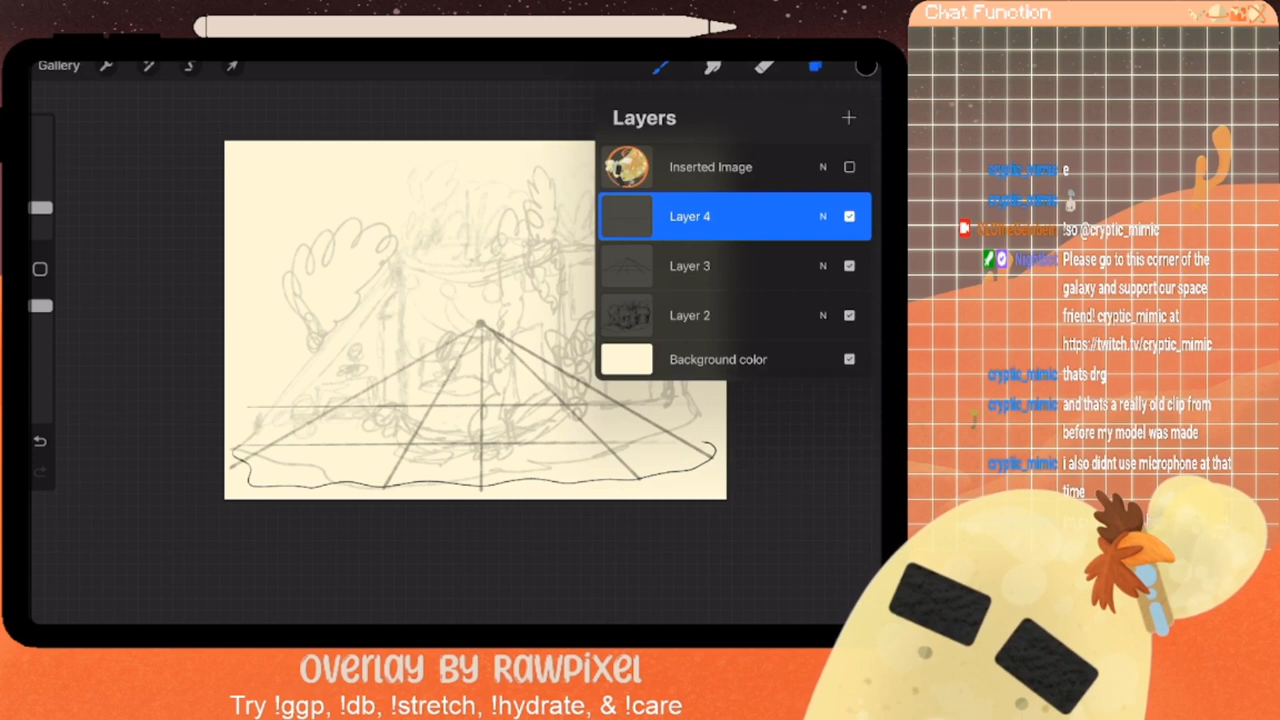 Chat Function
Gallery
Layers
Inserted Image N
Layer 4 N
Layer 3 N
Layer 2 N
Background color
cryptic_mimic e
cryptic_mimic
!so @cryptic_mimic
Nightbot Please go to this corner of the
galaxy and support our space
friend! cryptic_mimic at
https://twitch.tv/cryptic_mimic
cryptic_mimic thats drg
cryptic_mimic and thats a really old clip from
before my model was made
cryptic_mimic i also didnt use microphone at that
time
Overlay by Rawpixel
Try !ggp, !db, !stretch, !hydrate, & !care